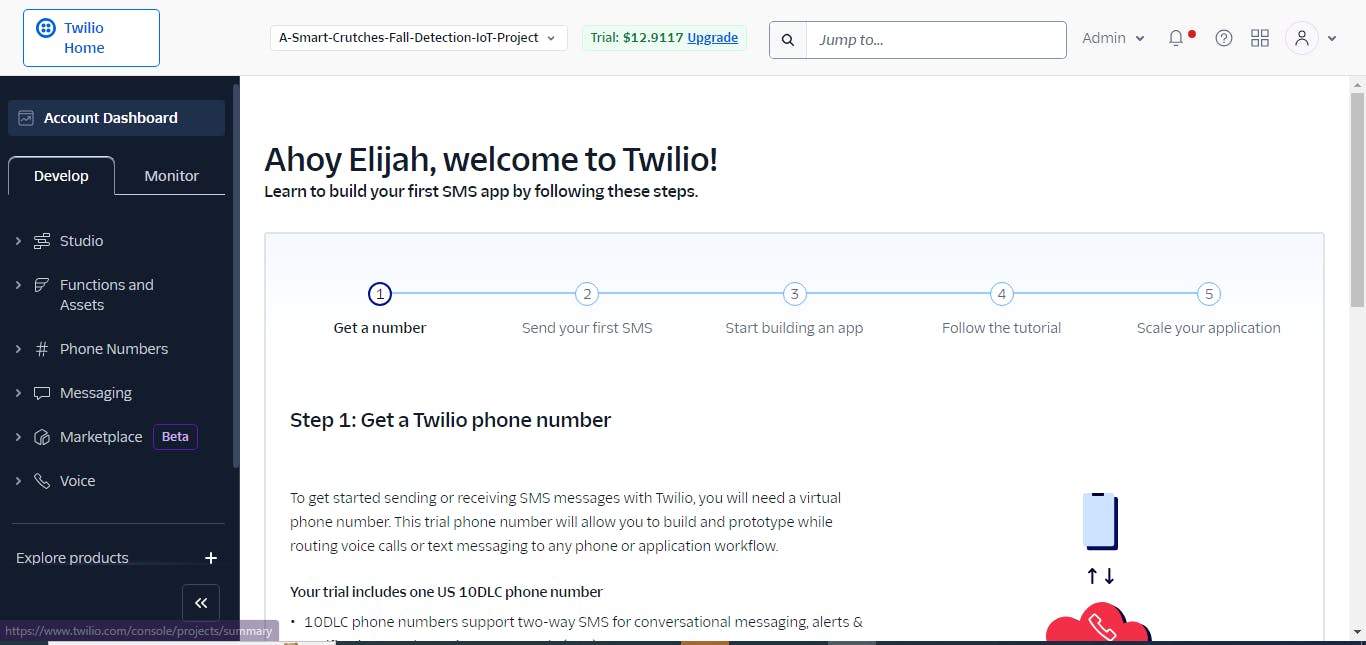 Twilio
Home
A-Smart-Crutches-Fall-Detection-IoT-Project
Trial: $12.9117 Upgrade
Jump to...
Admin
Account Dashboard
Develop
Monitor
Studio
Functions and
Assets
Phone Numbers
Messaging
Marketplace
Beta
Voice
Explore products
https://www.twilio.com/console/projects/summary
Ahoy Elijah, welcome to Twilio!
Learn to build your first SMS app by following these steps.
1
2
3
4
5
Get a number
Send your first SMS
Start building an app
Follow the tutorial
Scale your application
Step 1: Get a Twilio phone number
To get started sending or receiving SMS messages with Twilio, you will need a virtual
phone number. This trial phone number will allow you to build and prototype while
routing voice calls or text messaging to any phone or application workflow.
Your trial includes one US 10DLC phone number
• 10DLC phone numbers support two-way SMS for conversational messaging, alerts &